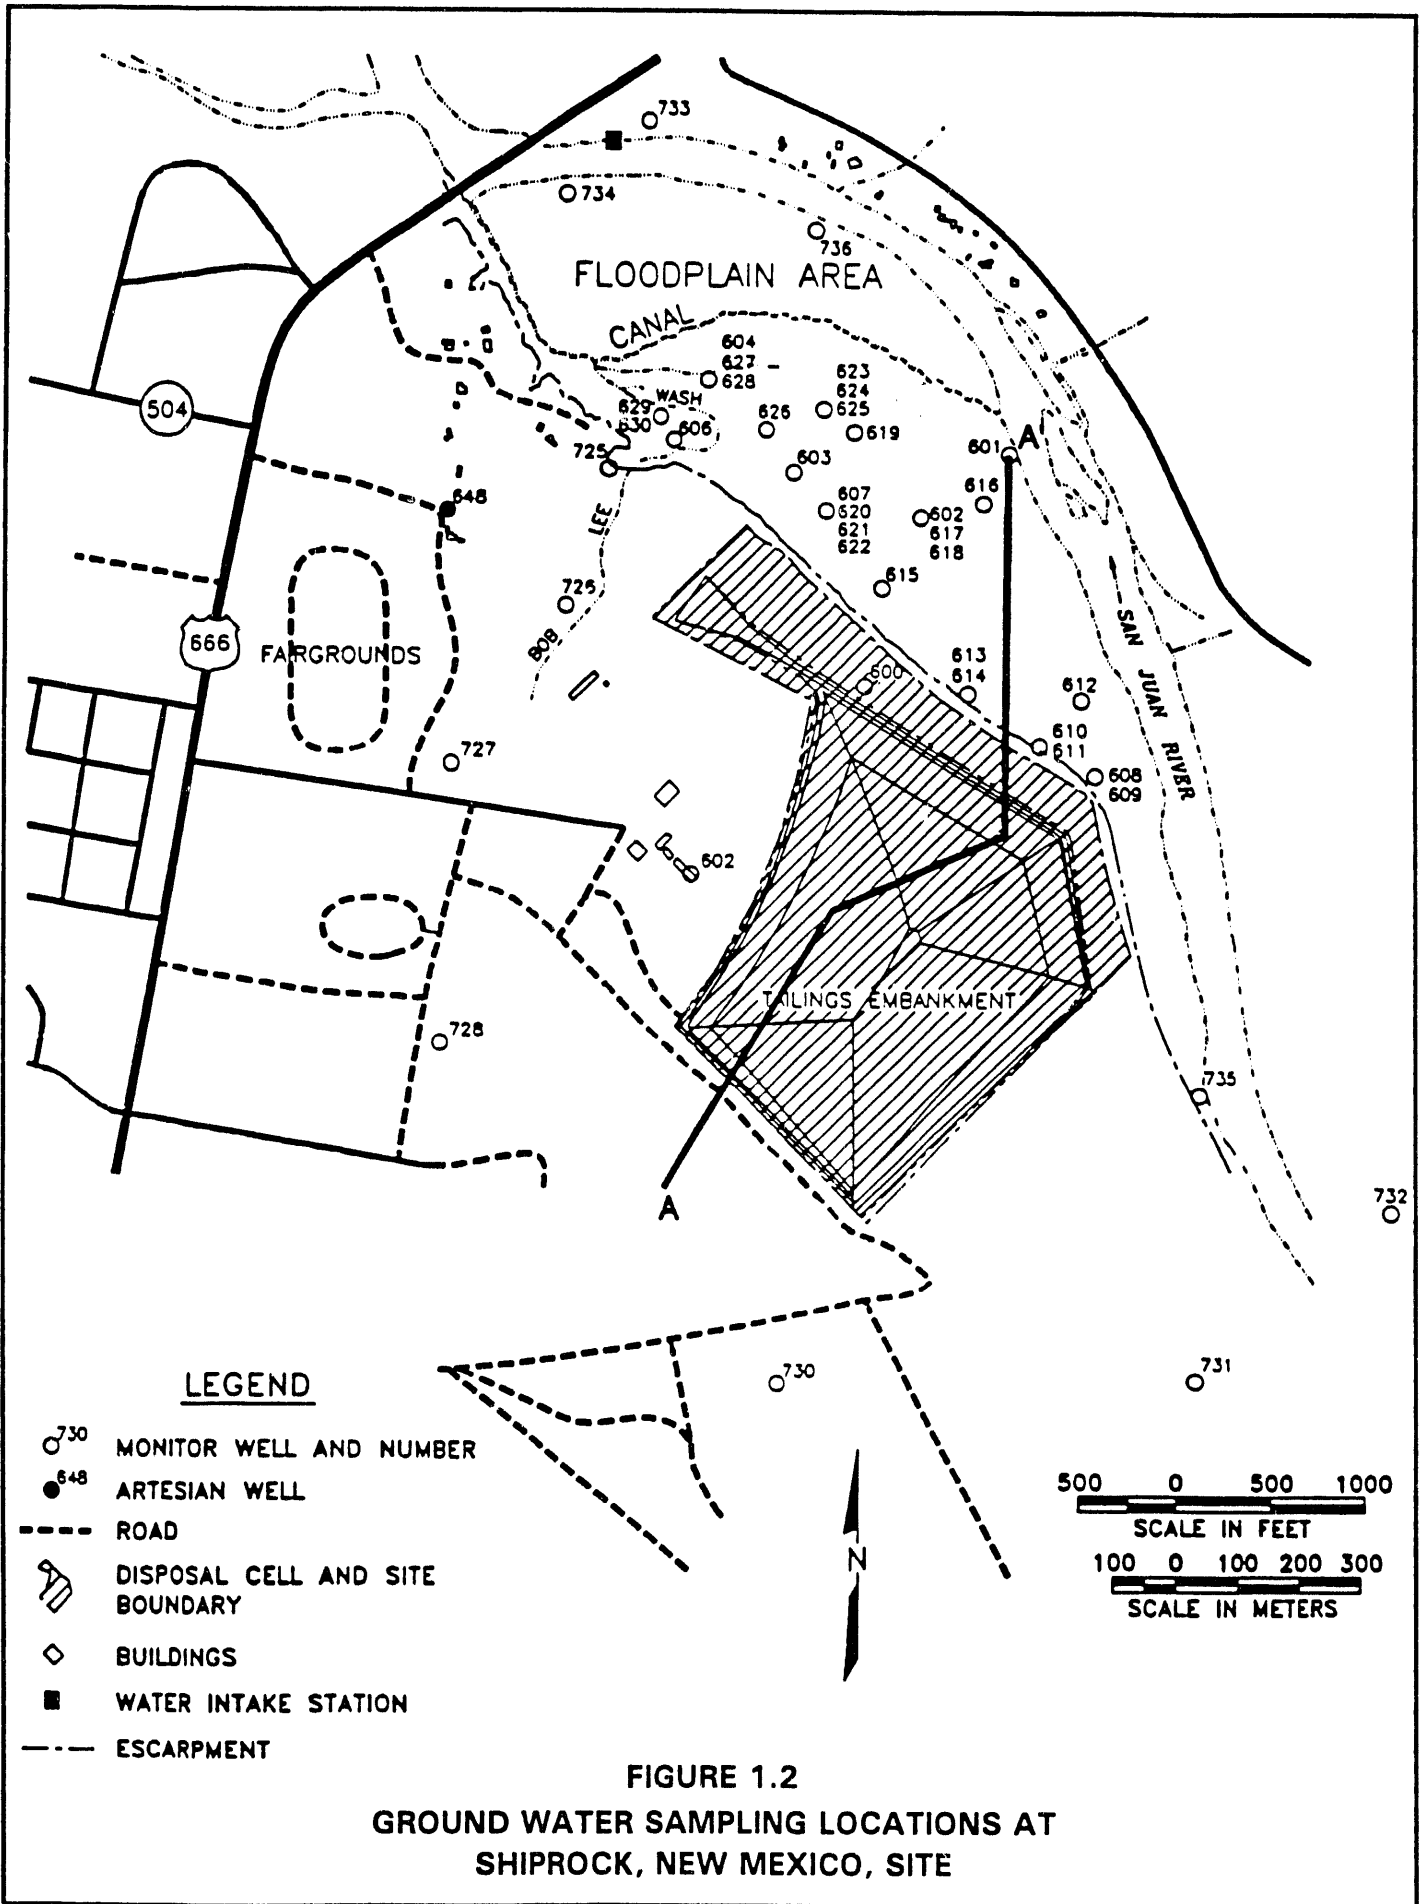 733
734
736
FLOODPLAIN AREA
CANAL
604
627
628
623
624
625
WASH
629
630
606
626
619
504
725
603
601
A
648
616
607
620
621
622
602
617
618
LEE
615
726
BOB
SAN JUAN RIVER
666
FAIRGROUNDS
600
613
614
612
610
611
727
608
609
602
TAILINGS EMBANKMENT
728
735
A
732
730
731
LEGEND
730 MONITOR WELL AND NUMBER
648 ARTESIAN WELL
ROAD
DISPOSAL CELL AND SITE
BOUNDARY
BUILDINGS
WATER INTAKE STATION
ESCARPMENT
N
500 0 500 1000
SCALE IN FEET
100 0 100 200 300
SCALE IN METERS
FIGURE 1.2
GROUND WATER SAMPLING LOCATIONS AT
SHIPROCK, NEW MEXICO, SITE